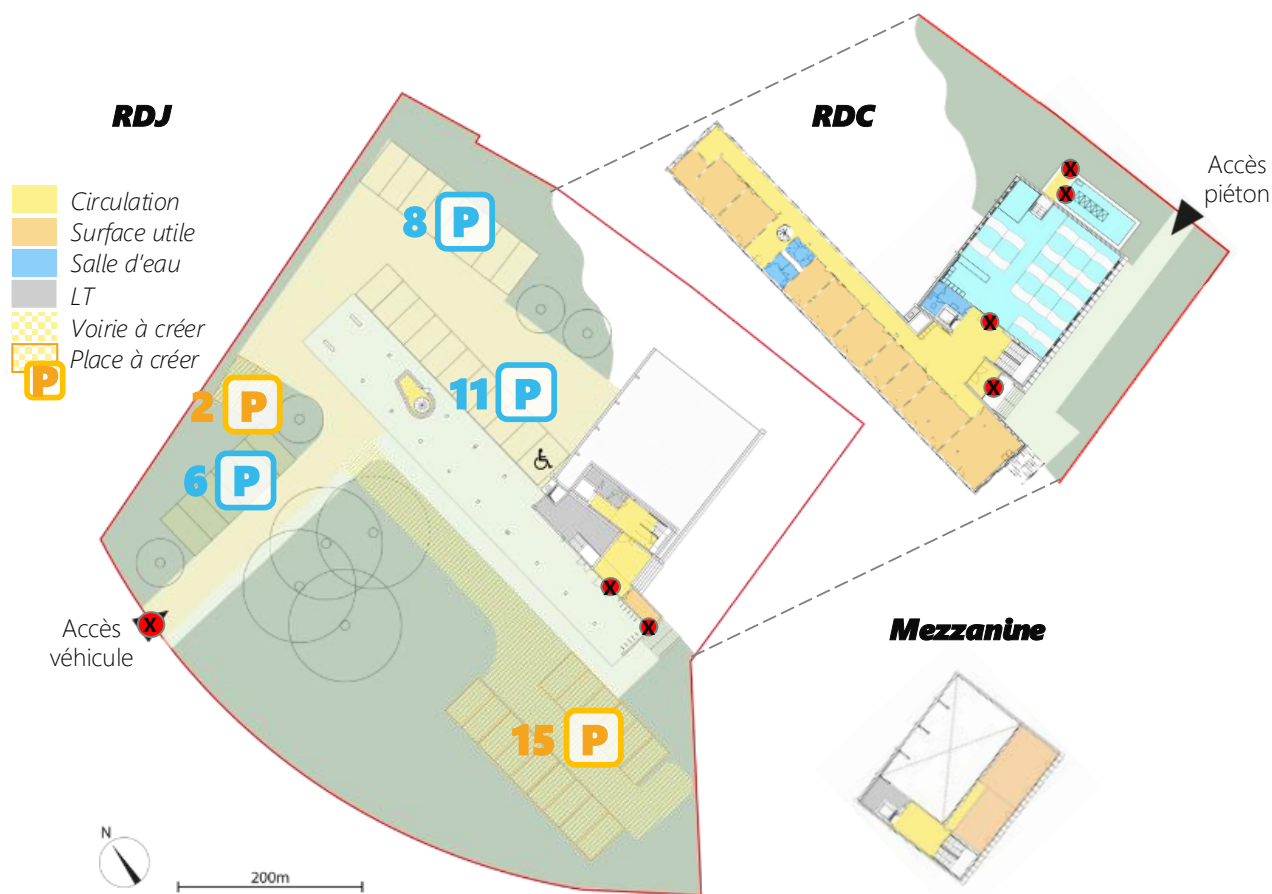 RDJ
RDC
Accès
piéton
Circulation
Surface utile
Salle d'eau
LT
Voirie à créer
Place à créer
P
8 P
11 P
2 P
6 P
X
X
X
X
X
X
X
Accès
véhicule
Mezzanine
15 P
N
200m